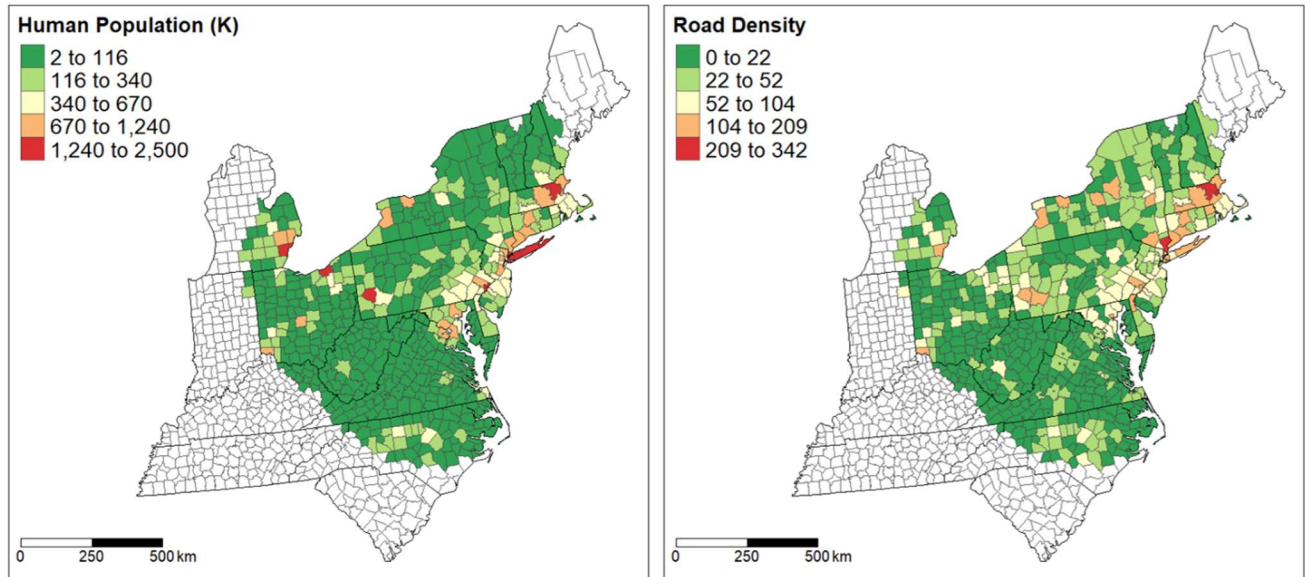 Human Population (K)
2 to 116
116 to 340
340 to 670
670 to 1,240
1,240 to 2,500
0 250 500 km
Road Density
0 to 22
22 to 52
52 to 104
104 to 209
209 to 342
0 250 500 km